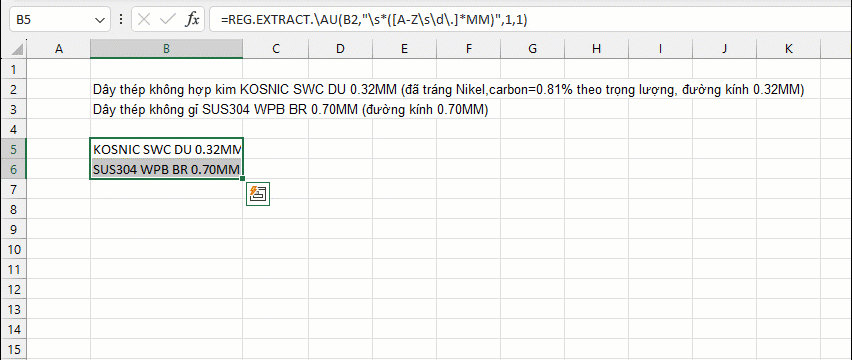 B5 fx =REG.EXTRACT.\AU(B2,"\s*([A-Z\s\d\.]*MM)",1,1)
A B C D E F G H I J K
1
2 Dây thép không hợp kim KOSNIC SWC DU 0.32MM (đã tráng Nikel,carbon=0.81% theo trọng lượng, đường kính 0.32MM)
3 Dây thép không gỉ SUS304 WPB BR 0.70MM (đường kính 0.70MM)
4
5 KOSNIC SWC DU 0.32MM
6 SUS304 WPB BR 0.70MM
7
8
9
10
11
12
13
14
15